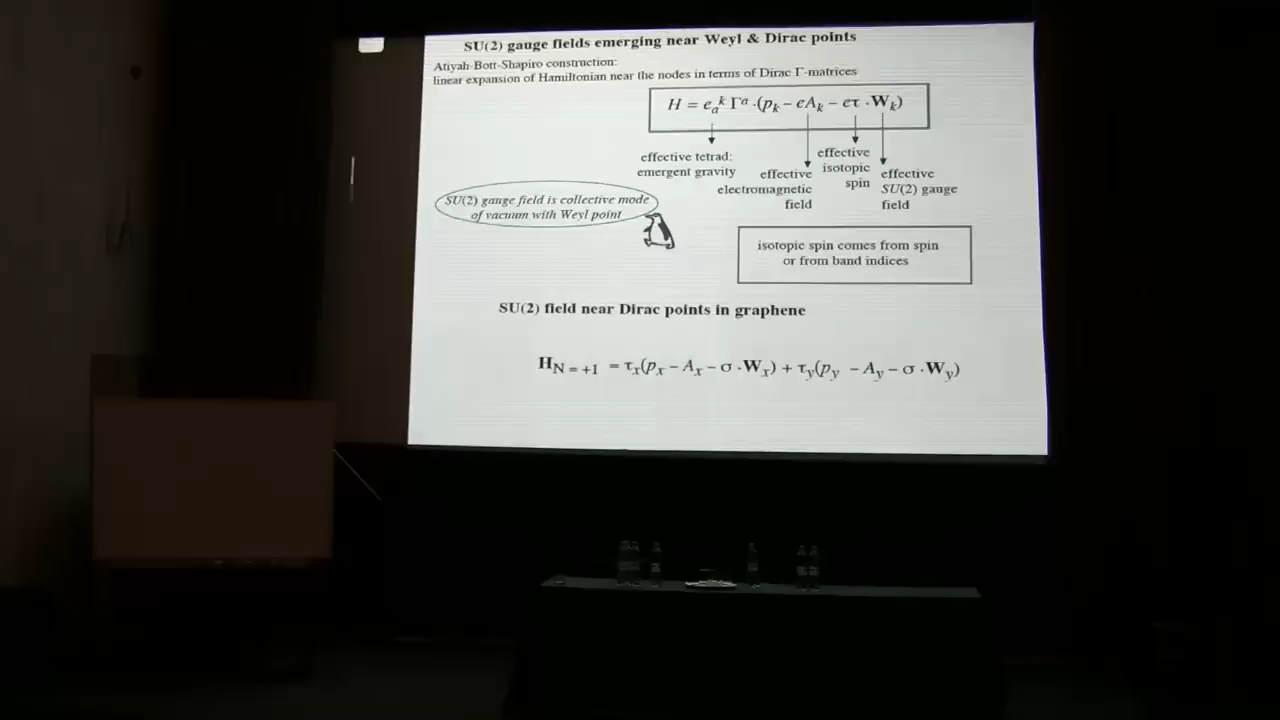 SU(2) gauge fields emerging near Weyl & Dirac points
Atiyah-Bott-Shapiro construction:
linear expansion of Hamiltonian near the nodes in terms of Dirac Γ-matrices
H = e_a^k Γ^a ·(p_k − eA_k − eτ ·W_k)
effective tetrad:
emergent gravity
effective
electromagnetic
field
effective
isotopic
spin
effective
SU(2) gauge
field
SU(2) gauge field is collective mode
of vacuum with Weyl point
isotopic spin comes from spin
or from band indices
SU(2) field near Dirac points in graphene
H_{N = +1} = τ_x(p_x − A_x − σ ·W_x) + τ_y(p_y − A_y − σ ·W_y)